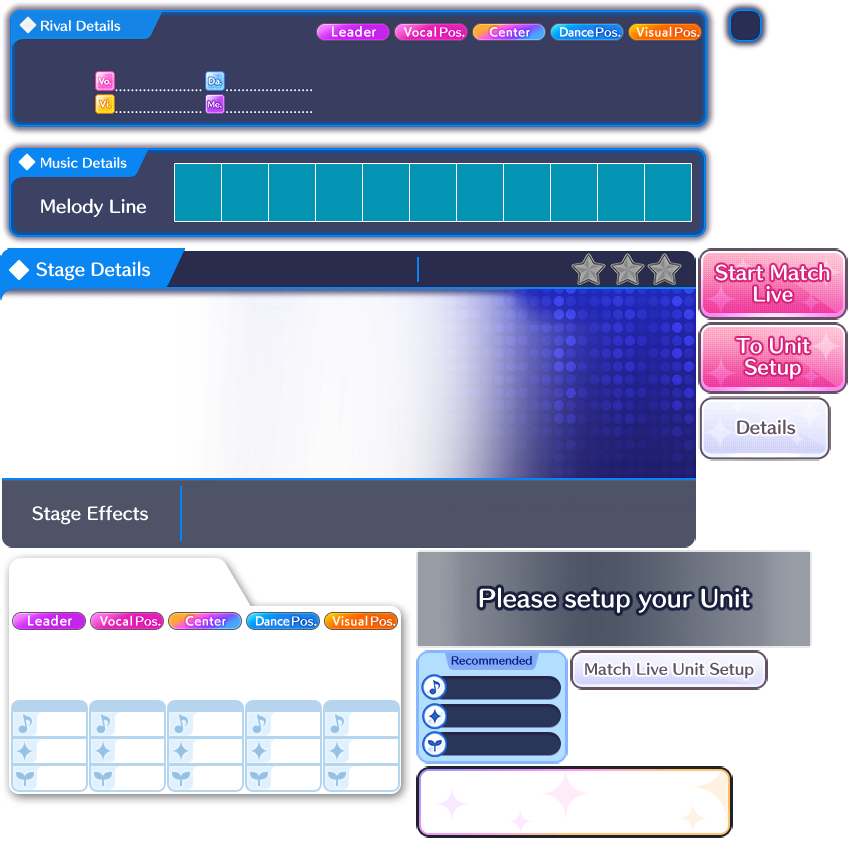 Rival Details
Leader Vocal Pos. Center Dance Pos. Visual Pos.
Vo. Da.
Vi. Me.
Music Details
Melody Line
Stage Details
Start Match
Live
To Unit
Setup
Details
Stage Effects
Please setup your Unit
Leader Vocal Pos. Center Dance Pos. Visual Pos.
Recommended
Match Live Unit Setup